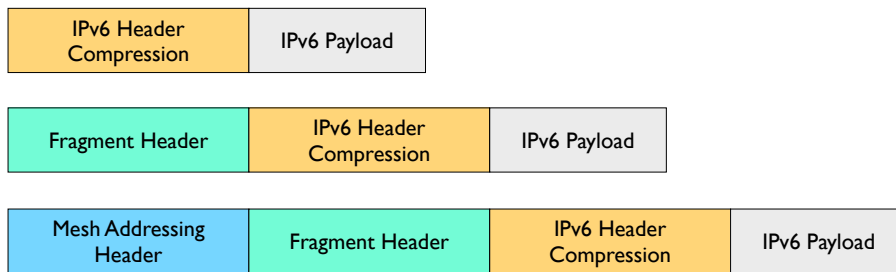 IPv6 Header
Compression
IPv6 Payload
Fragment Header
IPv6 Header
Compression
IPv6 Payload
Mesh Addressing
Header
Fragment Header
IPv6 Header
Compression
IPv6 Payload